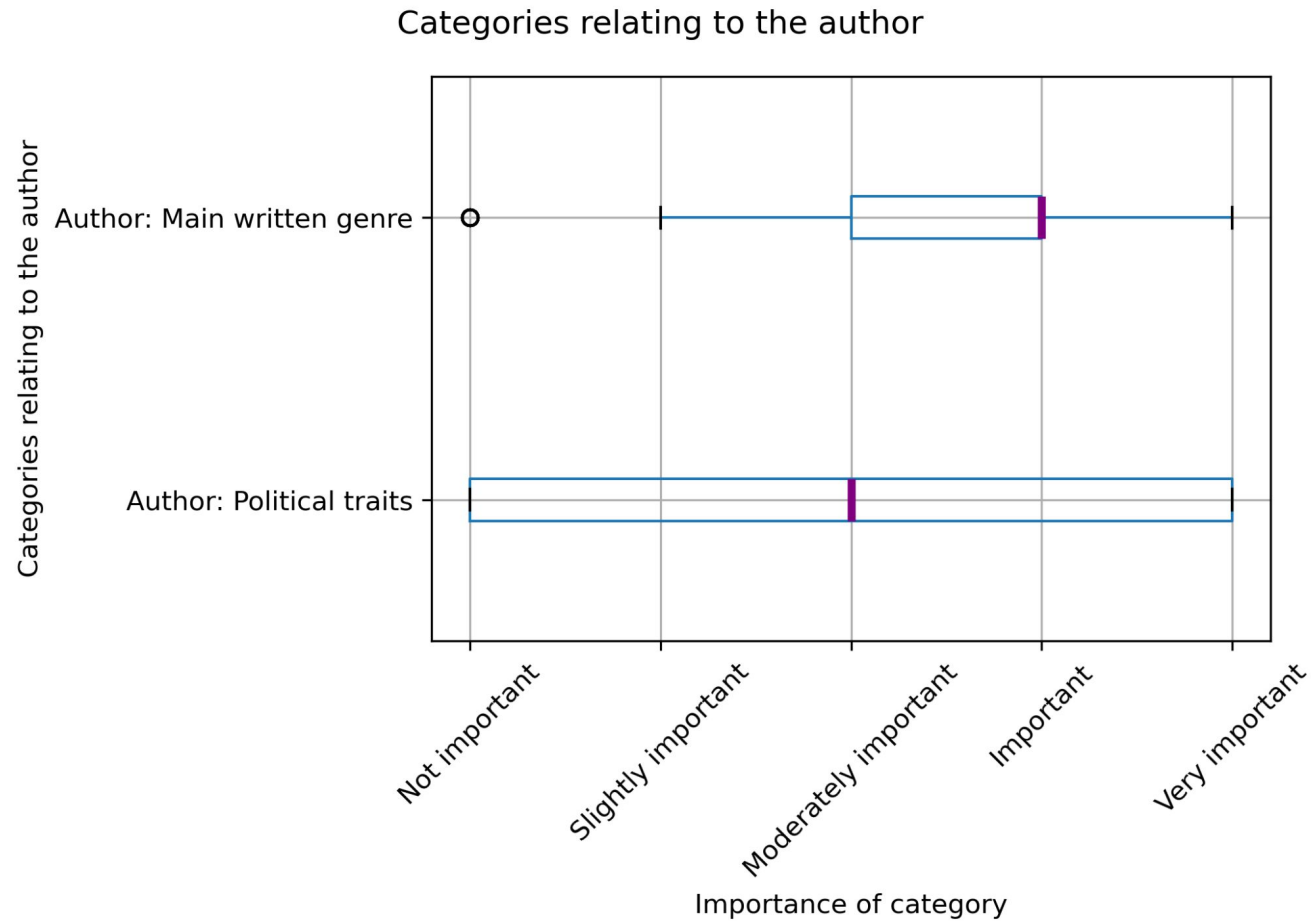 Categories relating to the author
Categories relating to the author
Author: Main written genre
Author: Political traits
Not important
Slightly important
Moderately important
Important
Very important
Importance of category